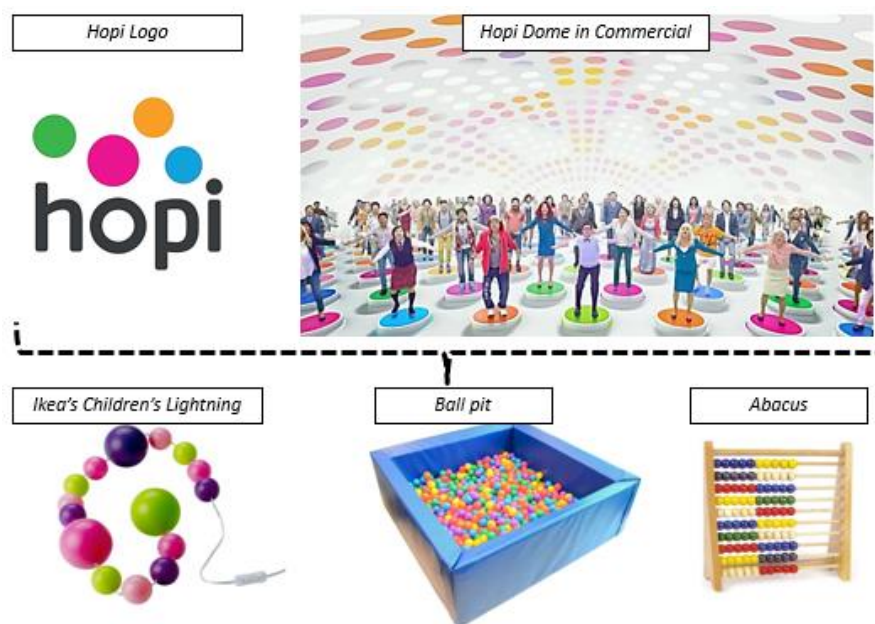 Hopi Logo
Hopi Dome in Commercial
hopi
Ikea's Children's Lightning
Ball pit
Abacus